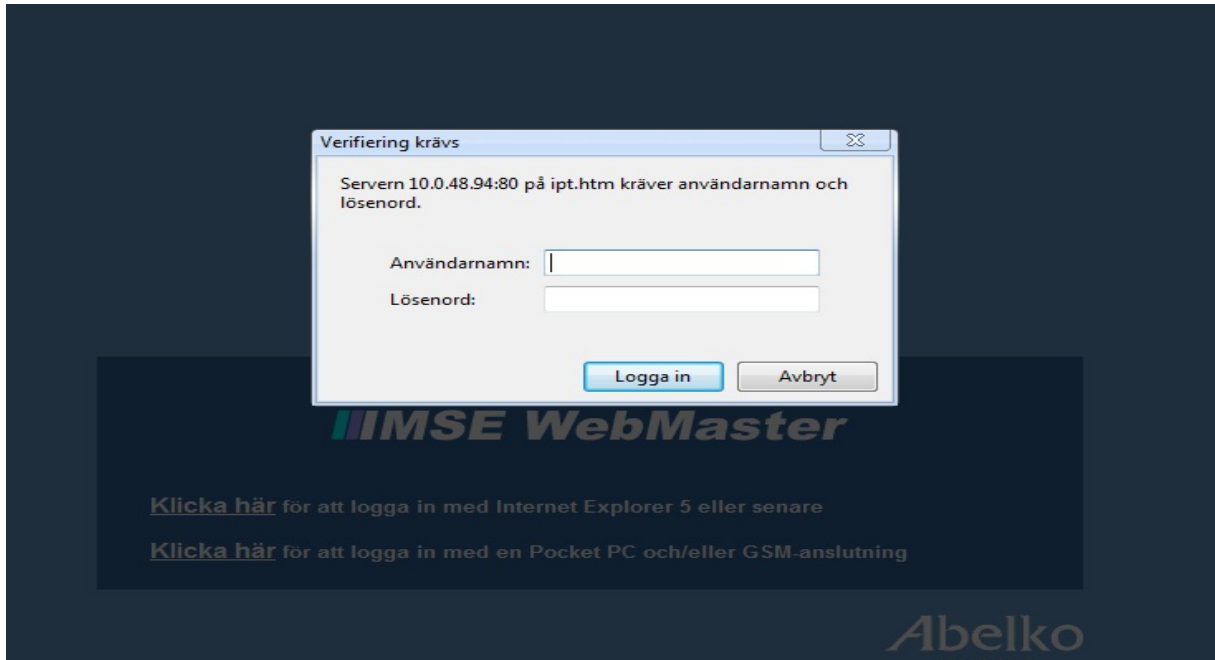 Verifiering krävs
Servern 10.0.48.94:80 på ipt.htm kräver användarnamn och
lösenord.
Användarnamn:
Lösenord:
Logga in
Avbryt
IMSE WebMaster
Klicka här för att logga in med Internet Explorer 5 eller senare
Klicka här för att logga in med en Pocket PC och/eller GSM-anslutning
Abelko